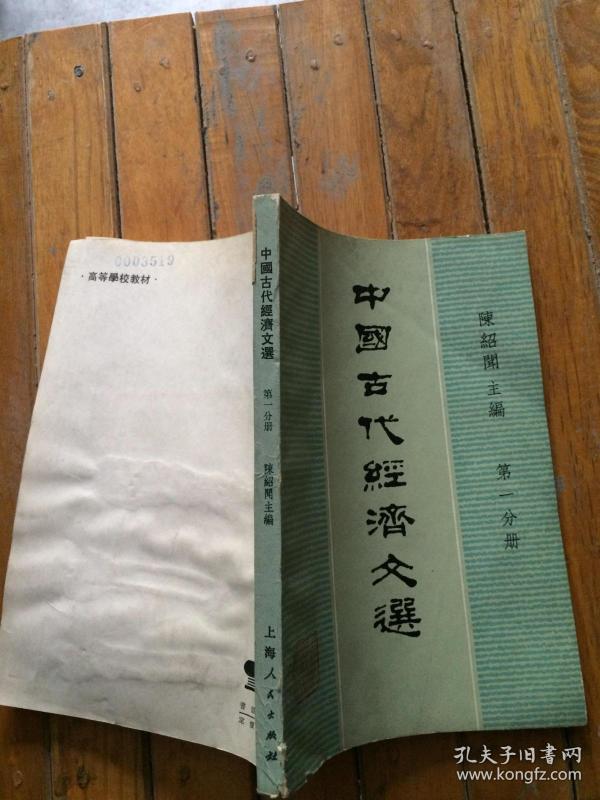 0003519
·高等學校教材·
中國古代經濟文選
第一分册
陳紹聞主編
上海人民出版社
中國古代經濟文選
陳紹聞主編
第一分册
孔夫子旧书网
www.kongfz.com